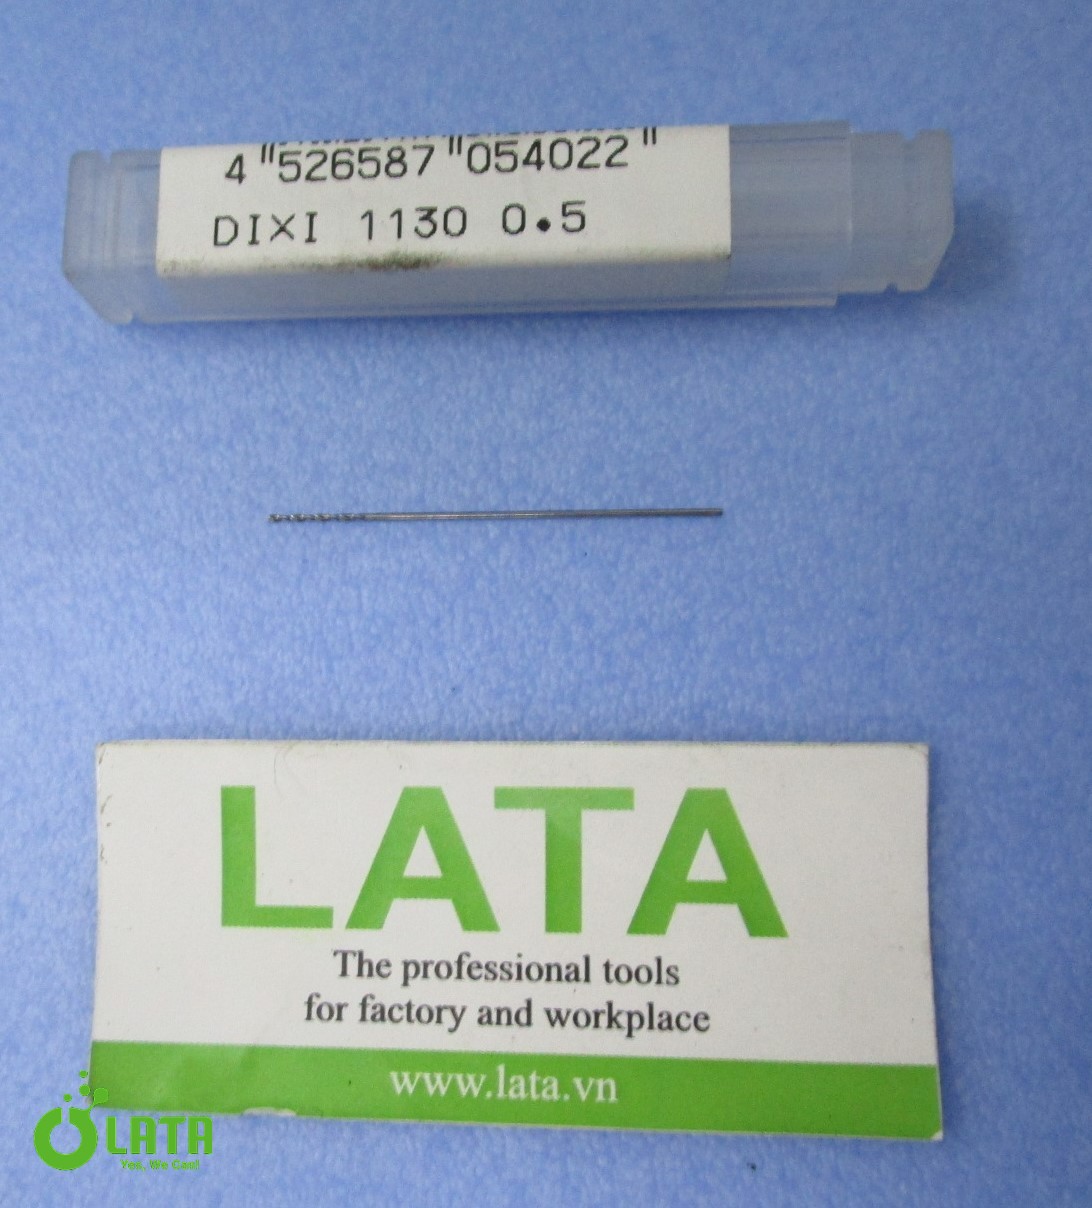 4 "526587 "054022 "
DIXI 1130 0.5
LATA
The professional tools
for factory and workplace
www.lata.vn
LATA
Yes, We Can!